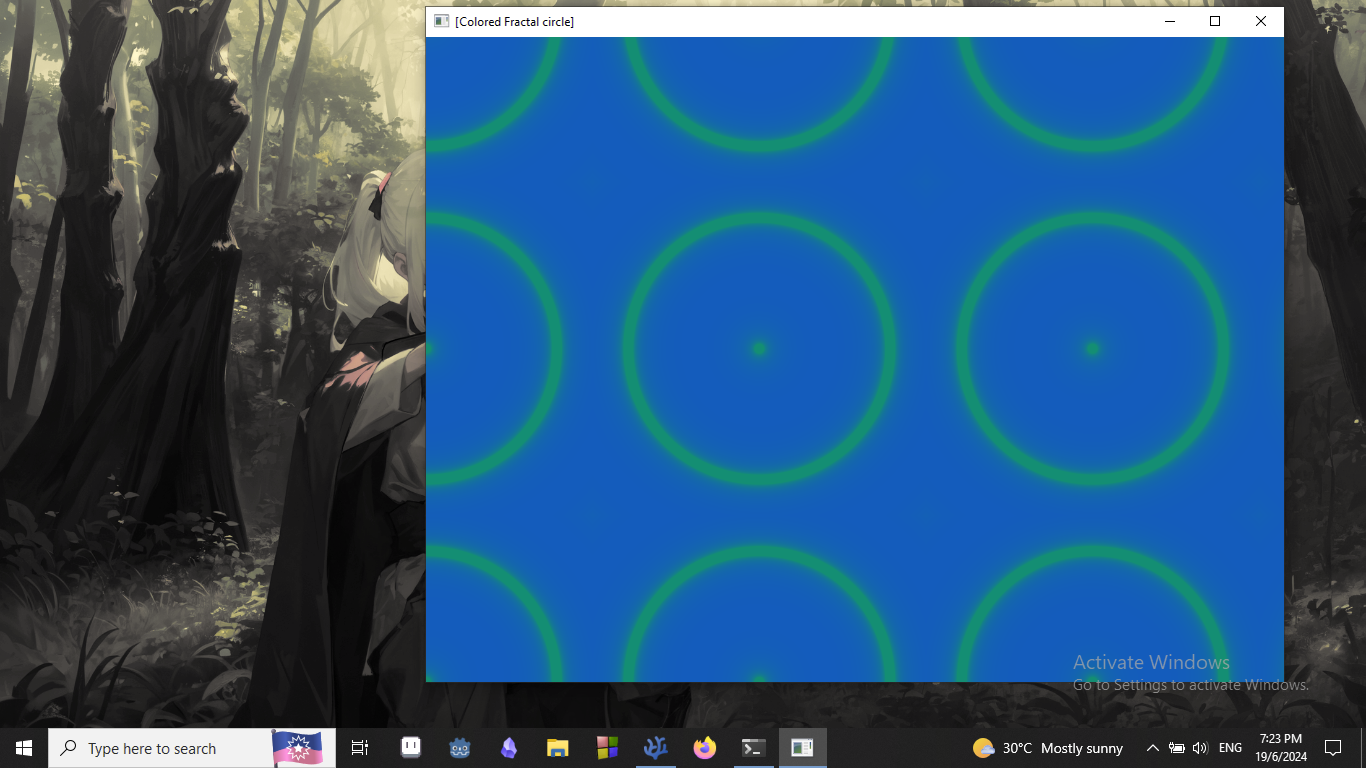 [Colored Fractal circle]
Activate Windows
Go to Settings to activate Windows.
Type here to search
30°C Mostly sunny
ENG
7:23 PM
19/6/2024